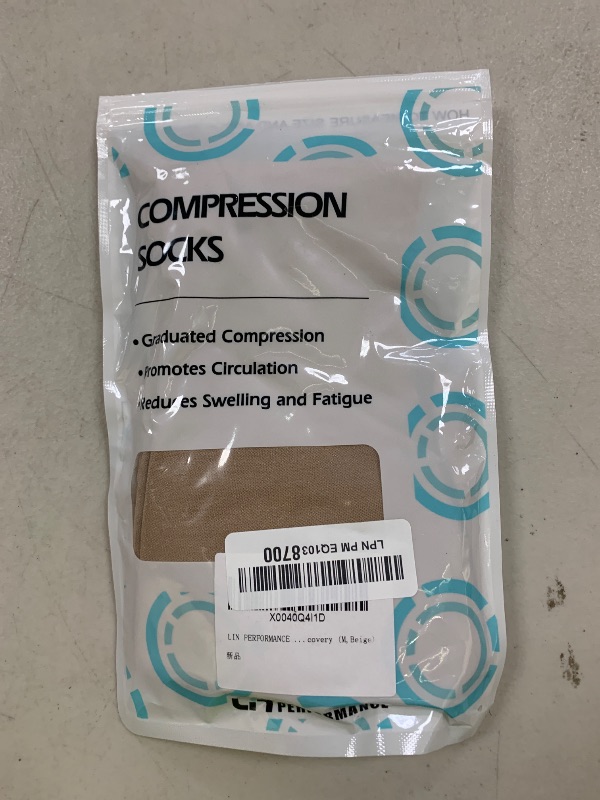 COMPRESSION
SOCKS
• Graduated Compression
• Promotes Circulation
• Reduces Swelling and Fatigue
LPN PM EQ1038700
X0040Q4I1D
LIN PERFORMANCE ...covery (M, Beige)
新品
PERFORMANCE